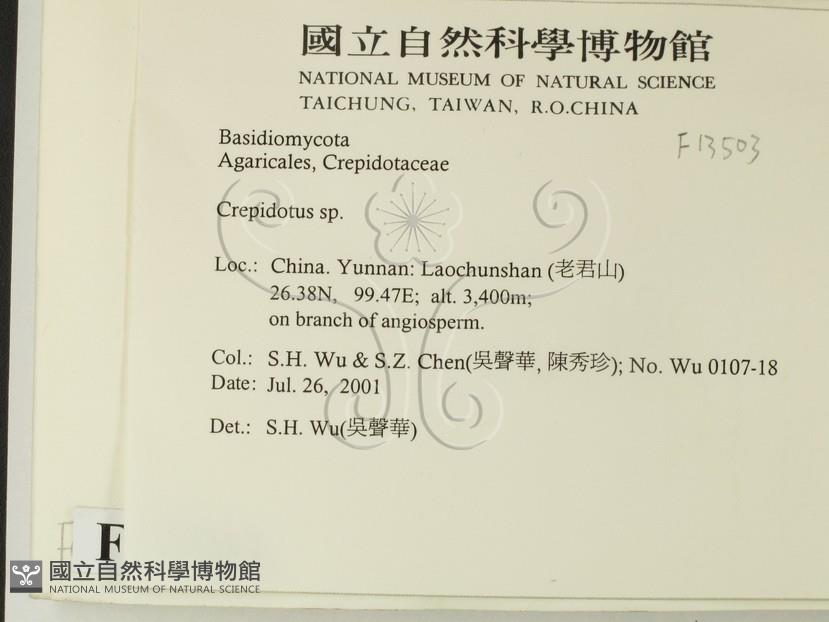 國立自然科學博物館
NATIONAL MUSEUM OF NATURAL SCIENCE
TAICHUNG, TAIWAN, R.O.CHINA
F13503
Basidiomycota
Agaricales, Crepidotaceae
Crepidotus sp.
Loc.: China. Yunnan: Laochunshan (老君山)
26.38N, 99.47E; alt. 3,400m;
on branch of angiosperm.
Col.: S.H. Wu & S.Z. Chen(吳聲華, 陳秀珍); No. Wu 0107-18
Date: Jul. 26, 2001
Det.: S.H. Wu(吳聲華)
F
國立自然科學博物館
NATIONAL MUSEUM OF NATURAL SCIENCE